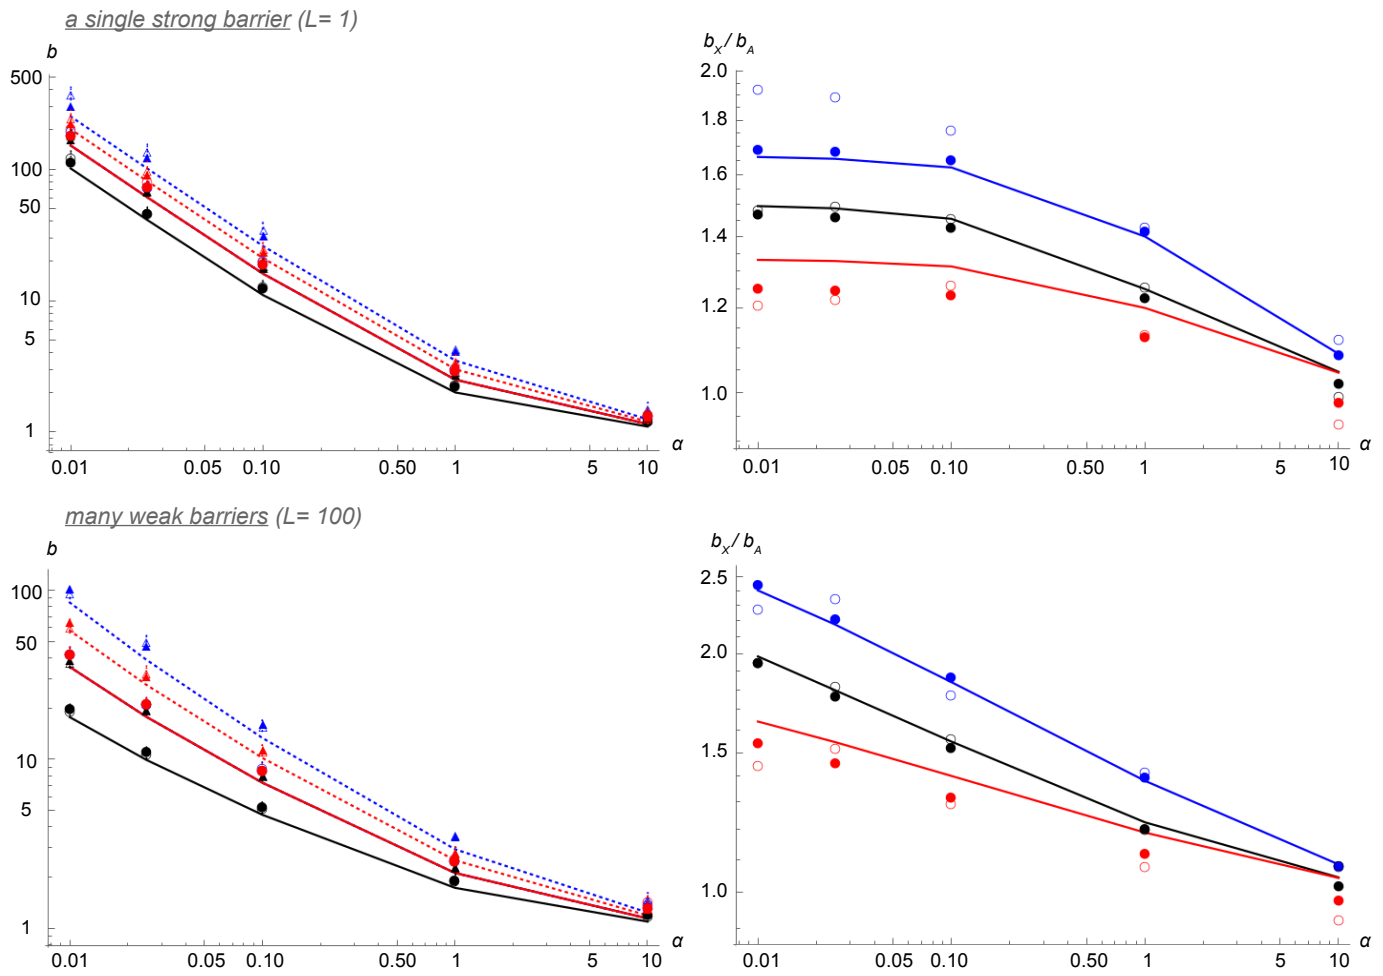 a single strong barrier (L= 1)
b
500
100
50
10
5
1
0.01 0.05 0.10 0.50 1 5 10 α
bX / bA
2.0
1.8
1.6
1.4
1.2
1.0
0.01 0.05 0.10 0.50 1 5 10 α
many weak barriers (L= 100)
b
100
50
10
5
1
0.01 0.05 0.10 0.50 1 5 10 α
bX / bA
2.5
2.0
1.5
1.0
0.01 0.05 0.10 0.50 1 5 10 α